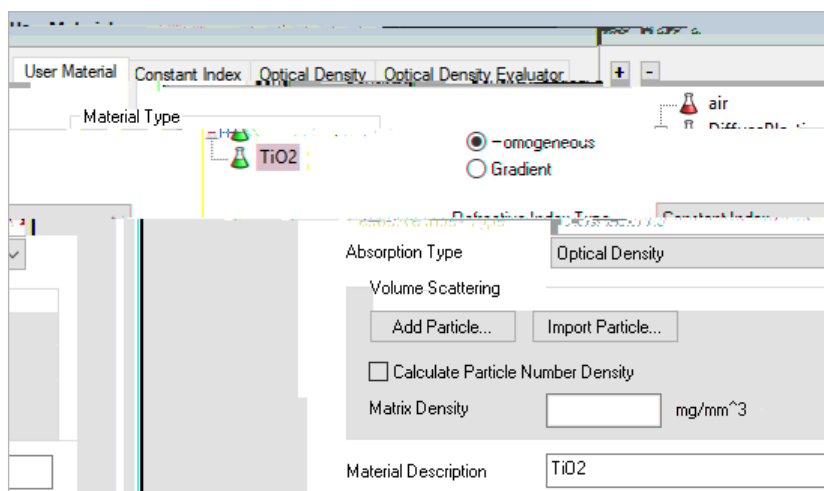 User Material Constant Index Optical Density Optical Density Evaluator + -
air
Material Type
TiO2
-omogeneous
Gradient
Absorption Type Optical Density
Volume Scattering
Add Particle... Import Particle...
Calculate Particle Number Density
Matrix Density mg/mm^3
Material Description TiO2